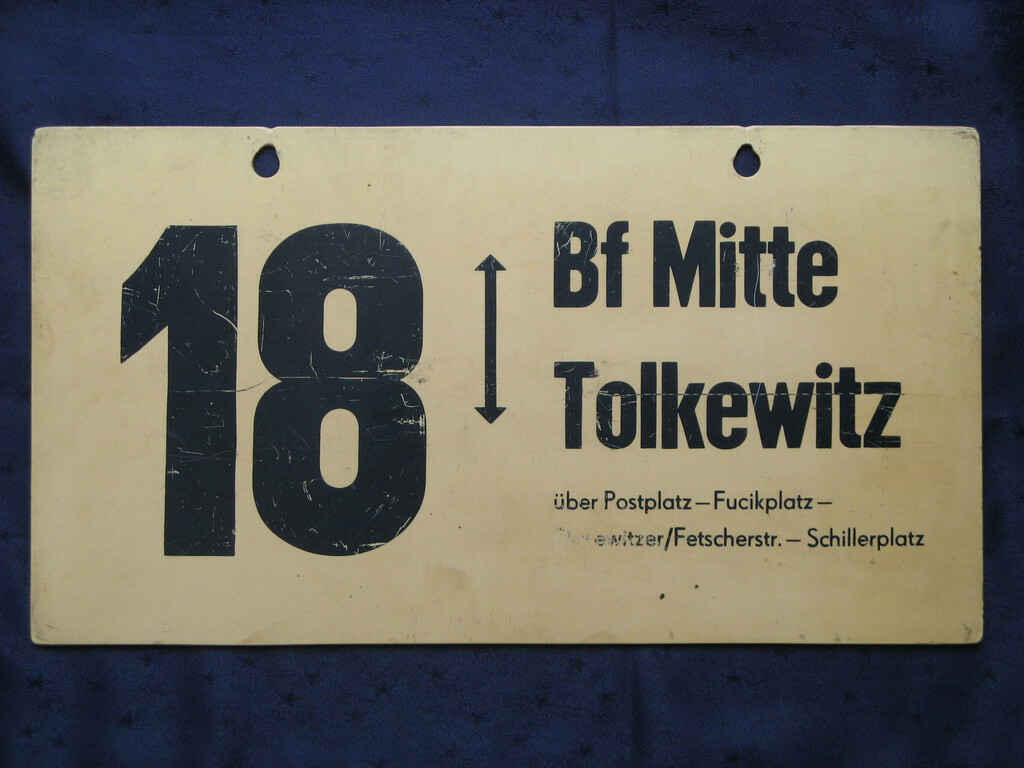 18
Bf Mitte
Tolkewitz
über Postplatz – Fucikplatz –
/Fetscherstr. – Schillerplatz